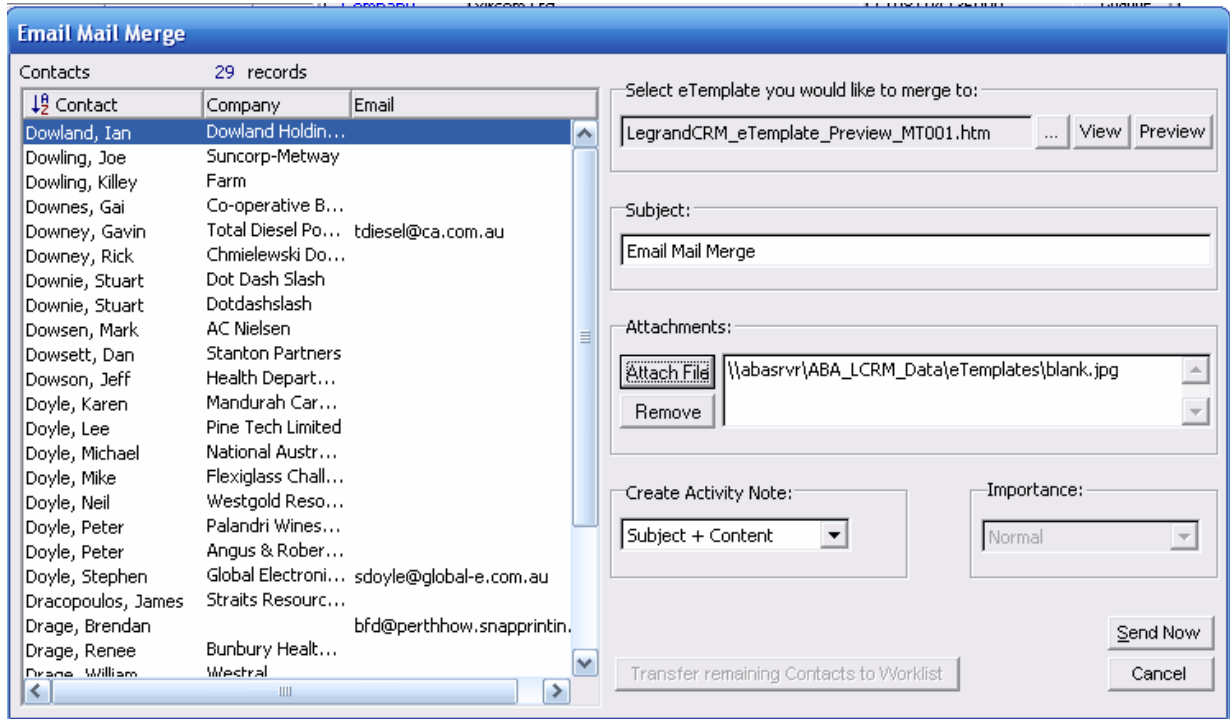 Email Mail Merge
Contacts 29 records
Contact Company Email
Dowland, Ian Dowland Holdin...
Dowling, Joe Suncorp-Metway
Dowling, Killey Farm
Downes, Gai Co-operative B...
Downey, Gavin Total Diesel Po... tdiesel@ca.com.au
Downey, Rick Chmielewski Do...
Downie, Stuart Dot Dash Slash
Downie, Stuart Dotdashslash
Dowsen, Mark AC Nielsen
Dowsett, Dan Stanton Partners
Dowson, Jeff Health Depart...
Doyle, Karen Mandurah Car...
Doyle, Lee Pine Tech Limited
Doyle, Michael National Austr...
Doyle, Mike Flexiglass Chall...
Doyle, Neil Westgold Reso...
Doyle, Peter Palandri Wines...
Doyle, Peter Angus & Rober...
Doyle, Stephen Global Electroni... sdoyle@global-e.com.au
Dracopoulos, James Straits Resourc...
Drage, Brendan bfd@perthhow.snapprintin.
Drage, Renee Bunbury Healt...
Drage, William Westral
Select eTemplate you would like to merge to:
LegrandCRM_eTemplate_Preview_MT001.htm ... View Preview
Subject:
Email Mail Merge
Attachments:
Attach File \\abasrvr\ABA_LCRM_Data\eTemplates\blank.jpg
Remove
Create Activity Note: Importance:
Subject + Content Normal
Send Now
Transfer remaining Contacts to Worklist Cancel